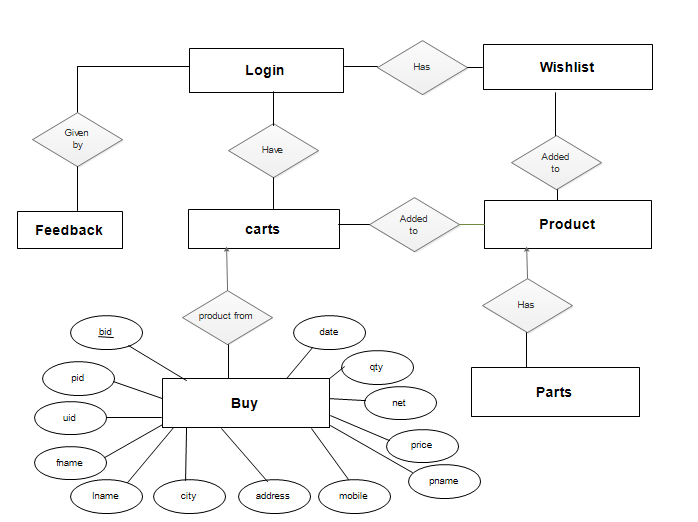 Login
Has
Wishlist
Given
by
Have
Added
to
Feedback
carts
Added
to
Product
product from
Has
bid
date
pid
qty
uid
net
Buy
Parts
fname
price
lname
city
address
mobile
pname